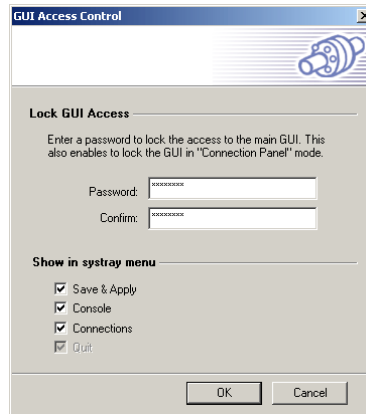 GUI Access Control
Lock GUI Access
Enter a password to lock the access to the main GUI. This
also enables to lock the GUI in "Connection Panel" mode.
Password: xxxxxxxx
Confirm: xxxxxxxx
Show in systray menu
Save & Apply
Console
Connections
Quit
OK Cancel